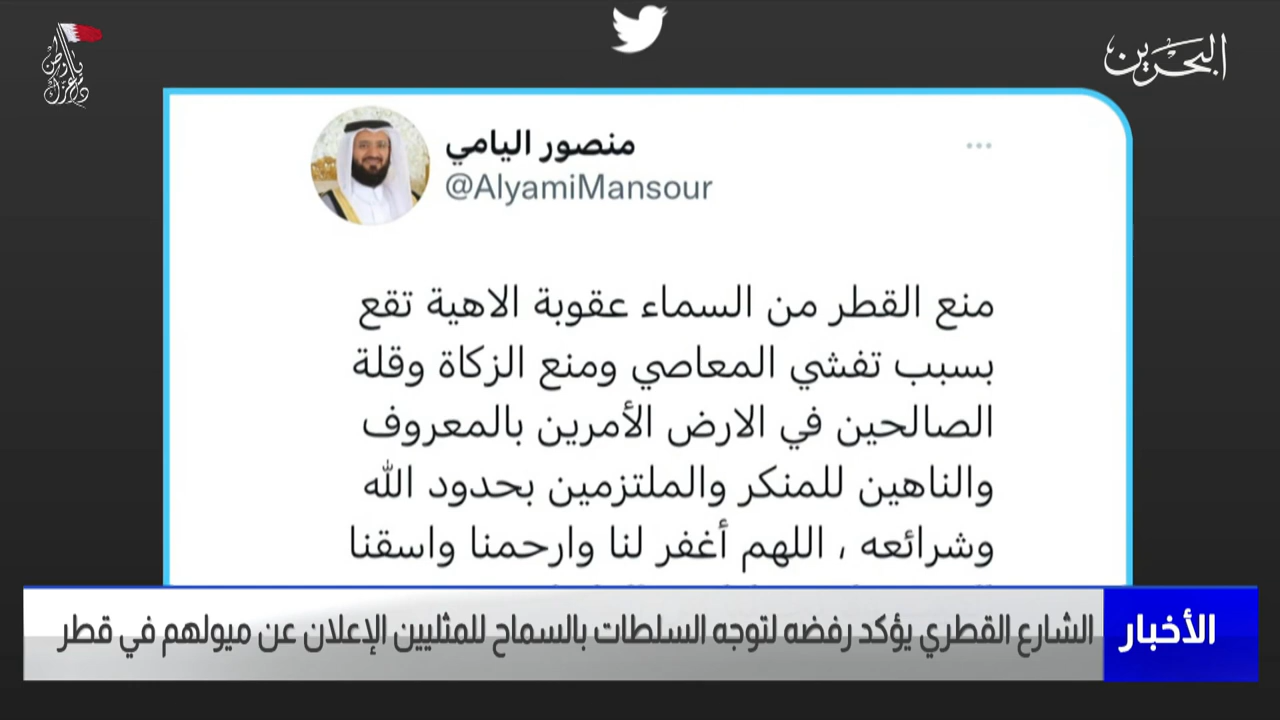 البحرين
منصور اليامي
@AlyamiMansour
منع القطر من السماء عقوبة الاهية تقع
بسبب تفشي المعاصي ومنع الزكاة وقلة
الصالحين في الارض الأمرين بالمعروف
والناهين للمنكر والملتزمين بحدود الله
وشرائعه ، اللهم أغفر لنا وارحمنا واسقنا
الأخبار
الشارع القطري يؤكد رفضه لتوجه السلطات بالسماح للمثليين الإعلان عن ميولهم في قطر